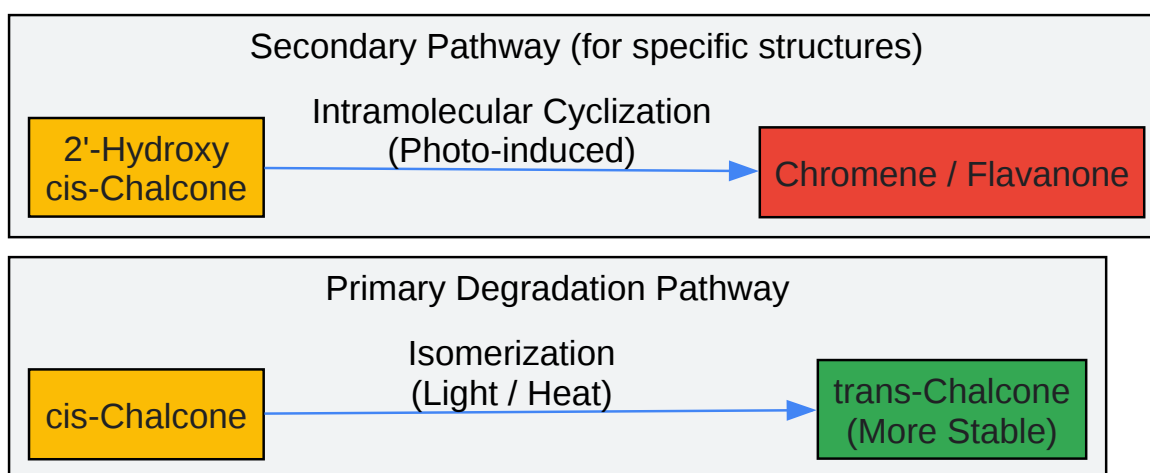 Secondary Pathway (for specific structures)
Intramolecular Cyclization
(Photo-induced)
2'-Hydroxy
cis-Chalcone
Chromene / Flavanone
Primary Degradation Pathway
Isomerization
(Light / Heat)
cis-Chalcone
trans-Chalcone
(More Stable)